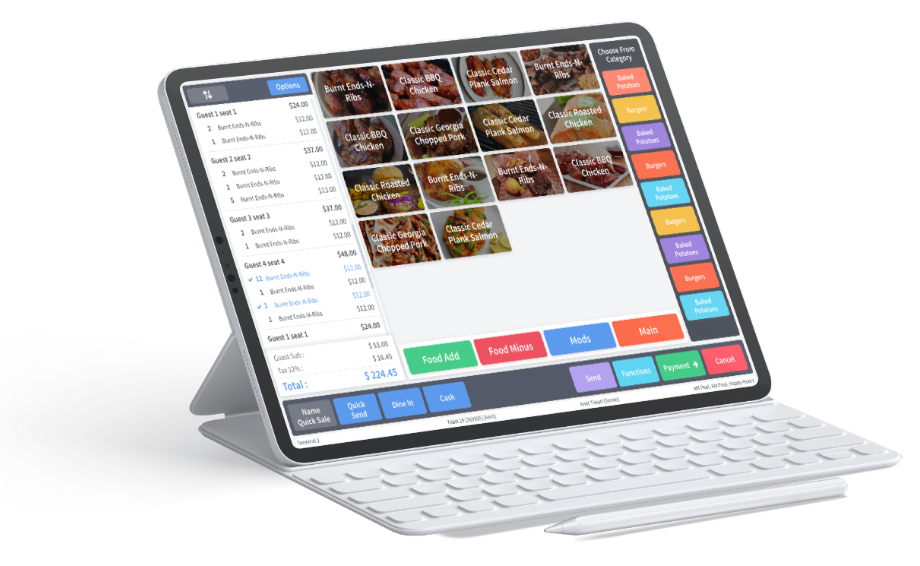 Options
Guest 1 seat 1 $24.00
2 Burnt Ends-N-Ribs $12.00
1 Burnt Ends-N-Ribs $12.00
Guest 2 seat 2 $37.00
2 Burnt Ends-N-Ribs $12.00
1 Burnt Ends-N-Ribs
5 Burnt Ends-N-Ribs
Guest 3 seat 3 $37.00
2 Burnt Ends-N-Ribs $12.00
1 Burnt Ends-N-Ribs
Guest 4 seat 4 $48.00
12 Burnt Ends-N-Ribs $12.00
1 Burnt Ends-N-Ribs $12.00
2 Burnt Ends-N-Ribs $12.00
1 Burnt Ends-N-Ribs $12.00
Guest 1 seat 1 $24.00
Guest Sub :
Tax 12% : $ 16.45
Total : $ 224.45
Burnt Ends-N-
Ribs
Classic BBQ
Chicken
Classic Cedar
Plank Salmon
Burnt Ends-N-
Ribs
Classic BBQ
Chicken
Classic Georgia
Chopped Pork
Classic Cedar
Plank Salmon
Classic Roasted
Chicken
Classic Roasted
Chicken
Burnt Ends-N-
Ribs
Burnt Ends-N-
Ribs
Classic BBQ
Chicken
Classic Georgia
Chopped Pork
Classic Cedar
Plank Salmon
Choose From
Category
Baked
Potatoes
Burgers
Baked
Potatoes
Burgers
Baked
Potatoes
Burgers
Baked
Potatoes
Burgers
Baked
Potatoes
Food Add
Food Minus
Mods
Main
Name
Quick Sale
Quick
Send
Dine In
Cash
Send
Functions
Payment
Cancel